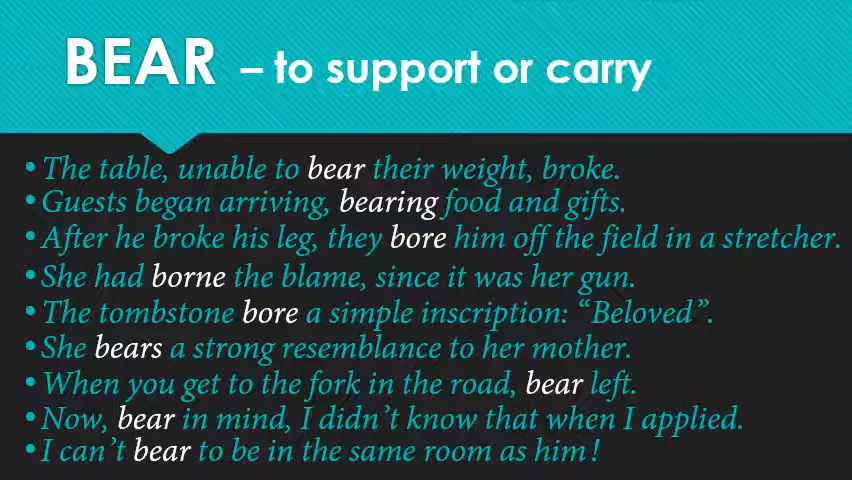 BEAR – to support or carry
• The table, unable to bear their weight, broke.
• Guests began arriving, bearing food and gifts.
• After he broke his leg, they bore him off the field in a stretcher.
• She had borne the blame, since it was her gun.
• The tombstone bore a simple inscription: “Beloved”.
• She bears a strong resemblance to her mother.
• When you get to the fork in the road, bear left.
• Now, bear in mind, I didn’t know that when I applied.
• I can’t bear to be in the same room as him!